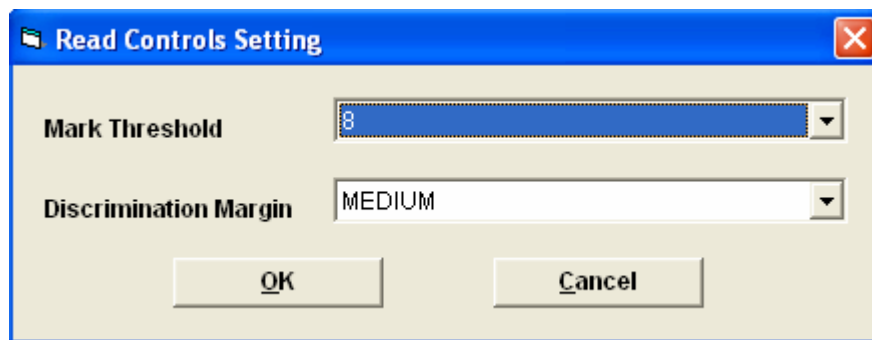 Read Controls Setting
Mark Threshold 8
Discrimination Margin MEDIUM
OK Cancel